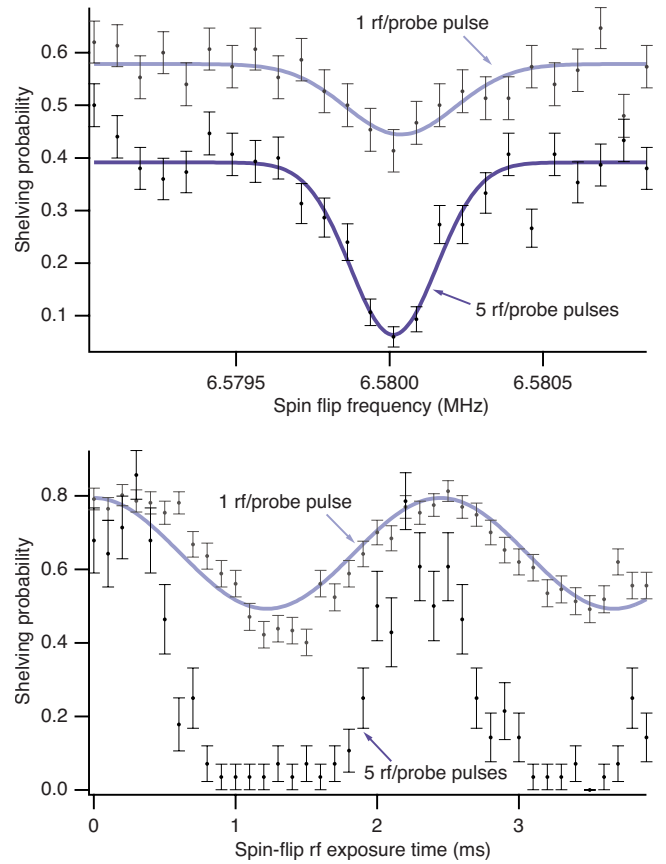 1 rf/probe pulse
0.6
0.5
0.4
0.3
0.2
0.1
Shelving probability
5 rf/probe pulses
6.5795
6.5800
6.5805
Spin flip frequency (MHz)
0.8
0.6
0.4
0.2
0.0
Shelving probability
1 rf/probe pulse
5 rf/probe pulses
0
1
2
3
Spin-flip rf exposure time (ms)